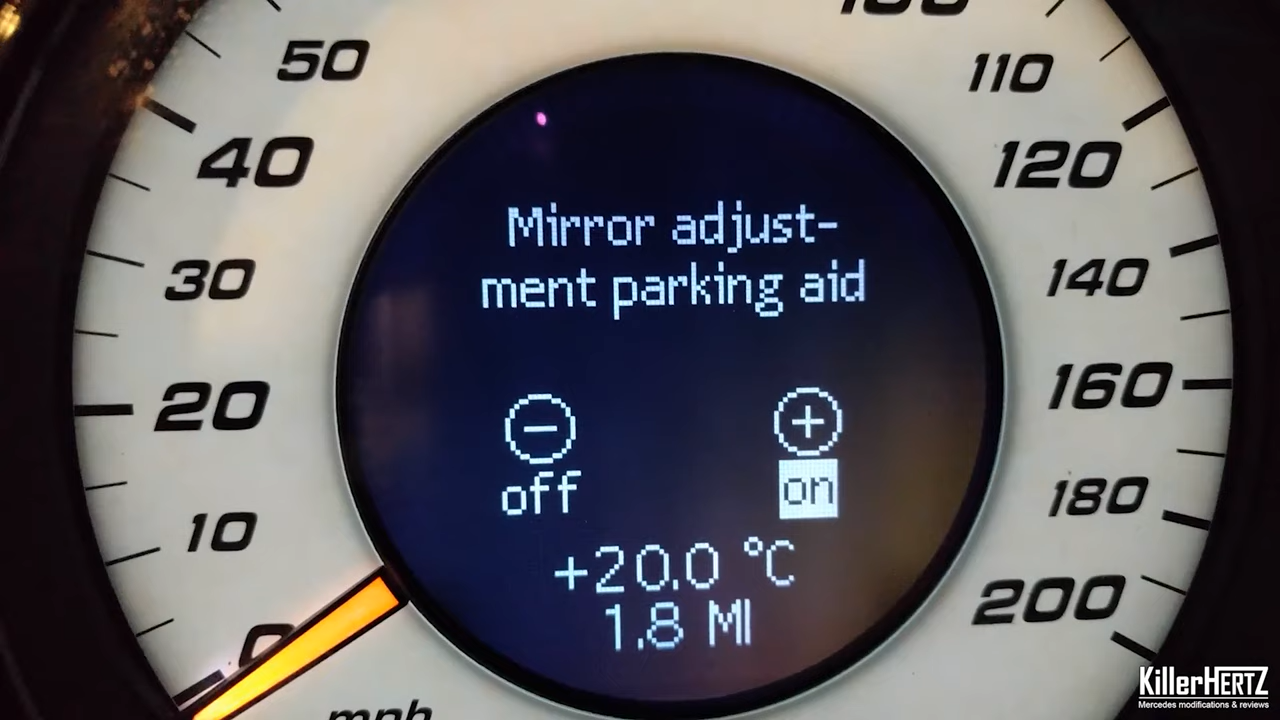 50
40
30
20
10
0
mph
110
120
140
160
180
200
Mirror adjust-
ment parking aid
off
on
+20.0 °C
1.8 MI
KillerHERTZ
Mercedes modifications & reviews